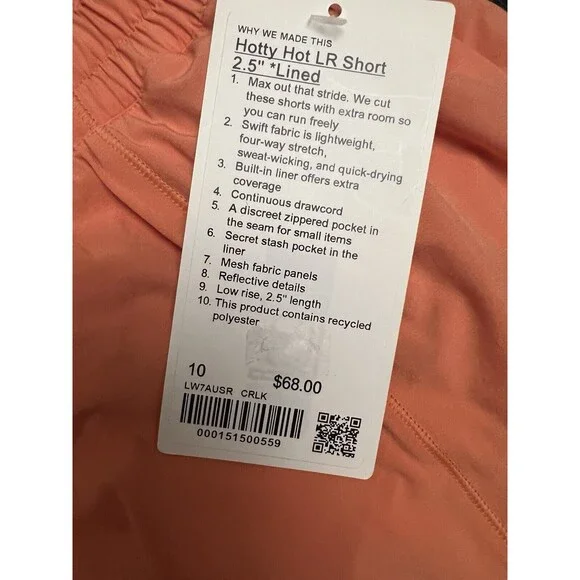 WHY WE MADE THIS
Hotty Hot LR Short
2.5" *Lined
1. Max out that stride. We cut
these shorts with extra room so
you can run freely
2. Swift fabric is lightweight,
four-way stretch,
sweat-wicking, and quick-drying
3. Built-in liner offers extra
coverage
4. Continuous drawcord
5. A discreet zippered pocket in
the seam for small items
6. Secret stash pocket in the
liner
7. Mesh fabric panels
8. Reflective details
9. Low rise, 2.5" length
10. This product contains recycled
polyester
10 $68.00
LW7AUSR CRLK
000151500559